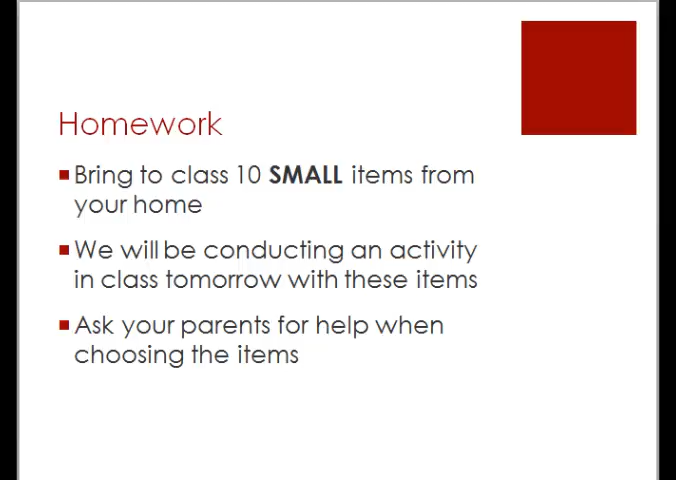 Homework
Bring to class 10 SMALL items from
your home
We will be conducting an activity
in class tomorrow with these items
Ask your parents for help when
choosing the items